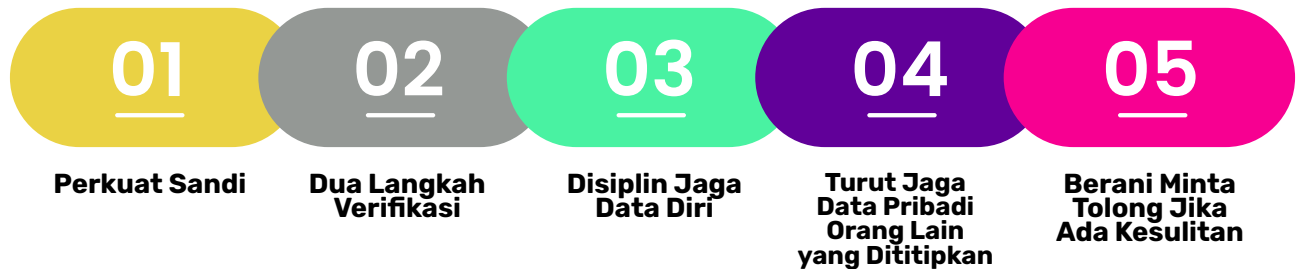 01
02
03
04
05
Perkuat Sandi
Dua Langkah
Verifikasi
Disiplin Jaga
Data Diri
Turut Jaga
Data Pribadi
Orang Lain
yang Dititipkan
Berani Minta
Tolong Jika
Ada Kesulitan